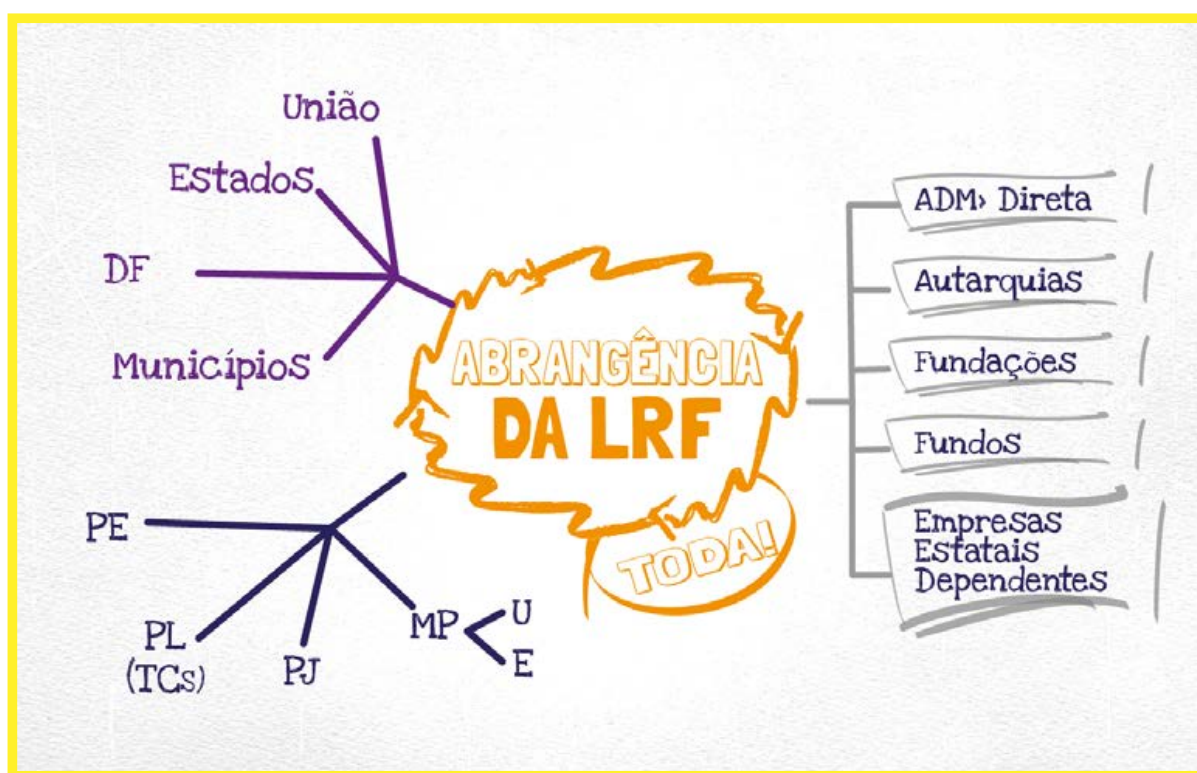 União
Estados
DF
Municípios
ABRANGÊNCIA
DA LRF
TODA!
PE
PL
(TCs)
PJ
MP
U
E
ADM> Direta
Autarquias
Fundações
Fundos
Empresas
Estatais
Dependentes